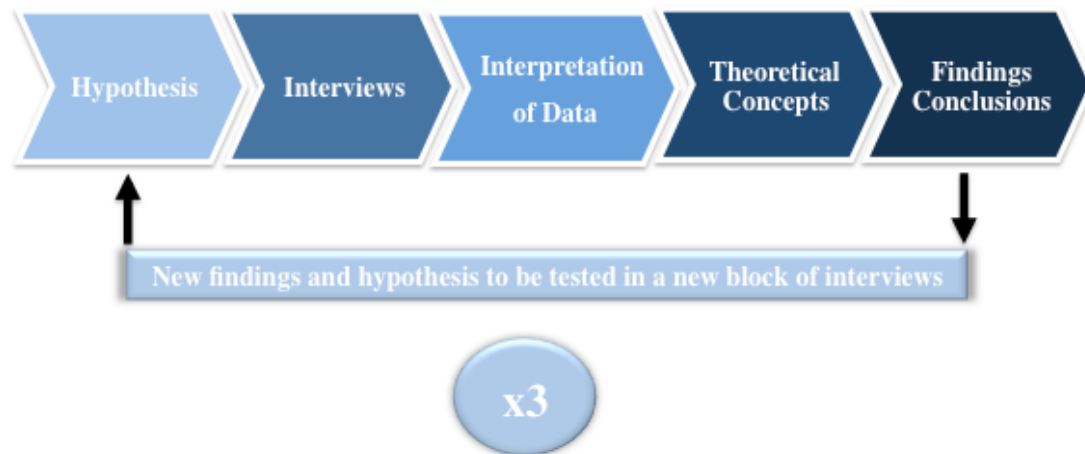 Hypothesis
Interviews
Interpretation
of Data
Theoretical
Concepts
Findings
Conclusions
New findings and hypothesis to be tested in a new block of interviews
x3